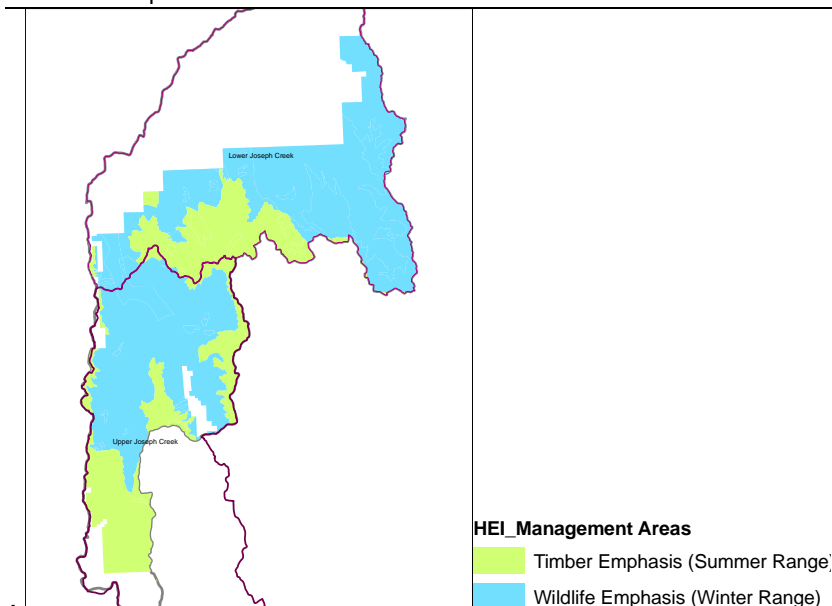 Lower Joseph Creek
Upper Joseph Creek
HEI_Management Areas
Timber Emphasis (Summer Range)
Wildlife Emphasis (Winter Range)